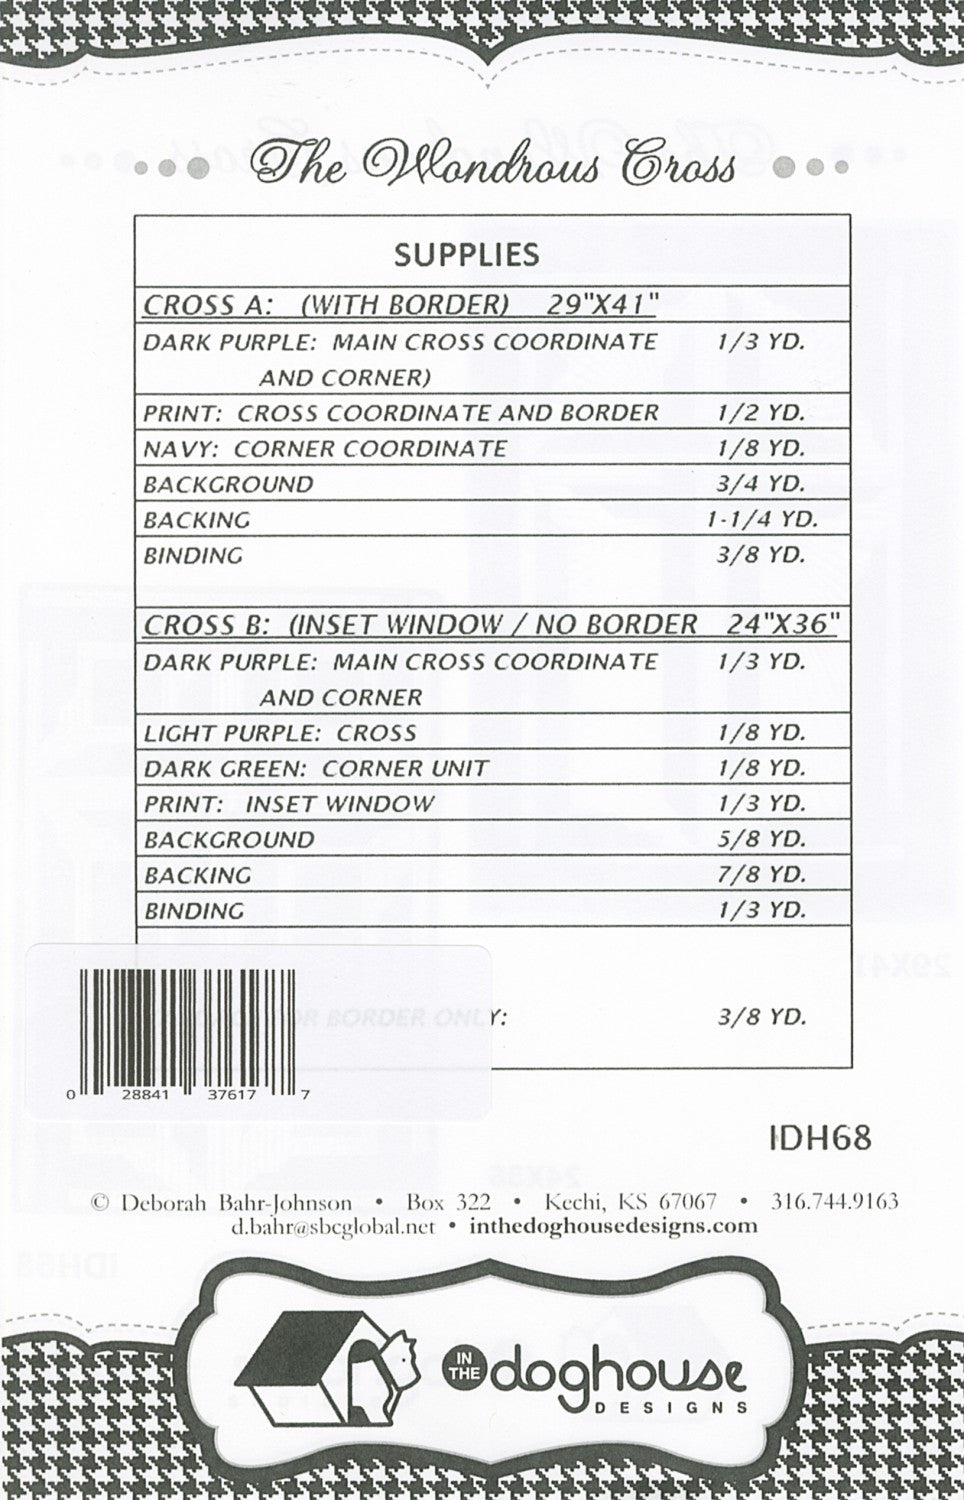 The Wondrous Cross
SUPPLIES
CROSS A: (WITH BORDER) 29"X41"
DARK PURPLE: MAIN CROSS COORDINATE 1/3 YD.
AND CORNER)
PRINT: CROSS COORDINATE AND BORDER 1/2 YD.
NAVY: CORNER COORDINATE 1/8 YD.
BACKGROUND 3/4 YD.
BACKING 1-1/4 YD.
BINDING 3/8 YD.
CROSS B: (INSET WINDOW / NO BORDER 24"X36"
DARK PURPLE: MAIN CROSS COORDINATE 1/3 YD.
AND CORNER
LIGHT PURPLE: CROSS 1/8 YD.
DARK GREEN: CORNER UNIT 1/8 YD.
PRINT: INSET WINDOW 1/3 YD.
BACKGROUND 5/8 YD.
BACKING 7/8 YD.
BINDING 1/3 YD.
FOR BORDER ONLY: 3/8 YD.
0 28841 37617 7
IDH68
© Deborah Bahr-Johnson • Box 322 • Kechi, KS 67067 • 316.744.9163
d.bahr@sbcglobal.net • inthedoghousedesigns.com
IN THE doghouse
DESIGNS